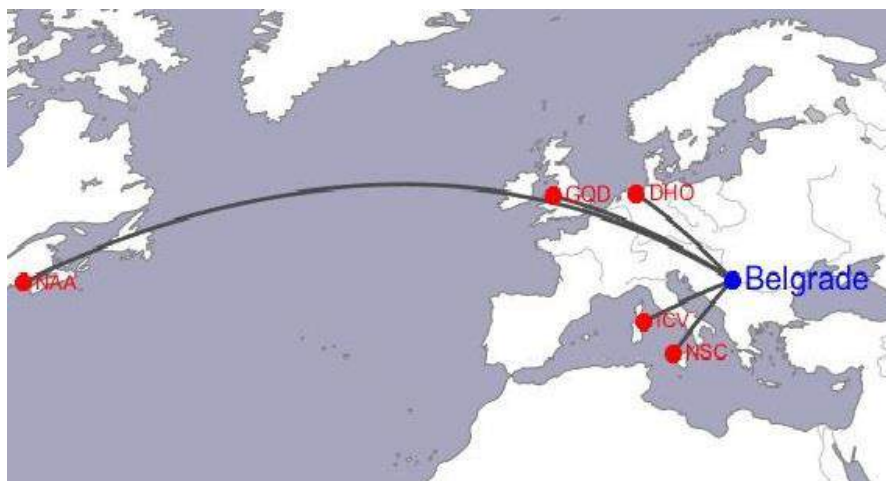 GQD
DHO
NAA
Belgrade
ICV
NSC